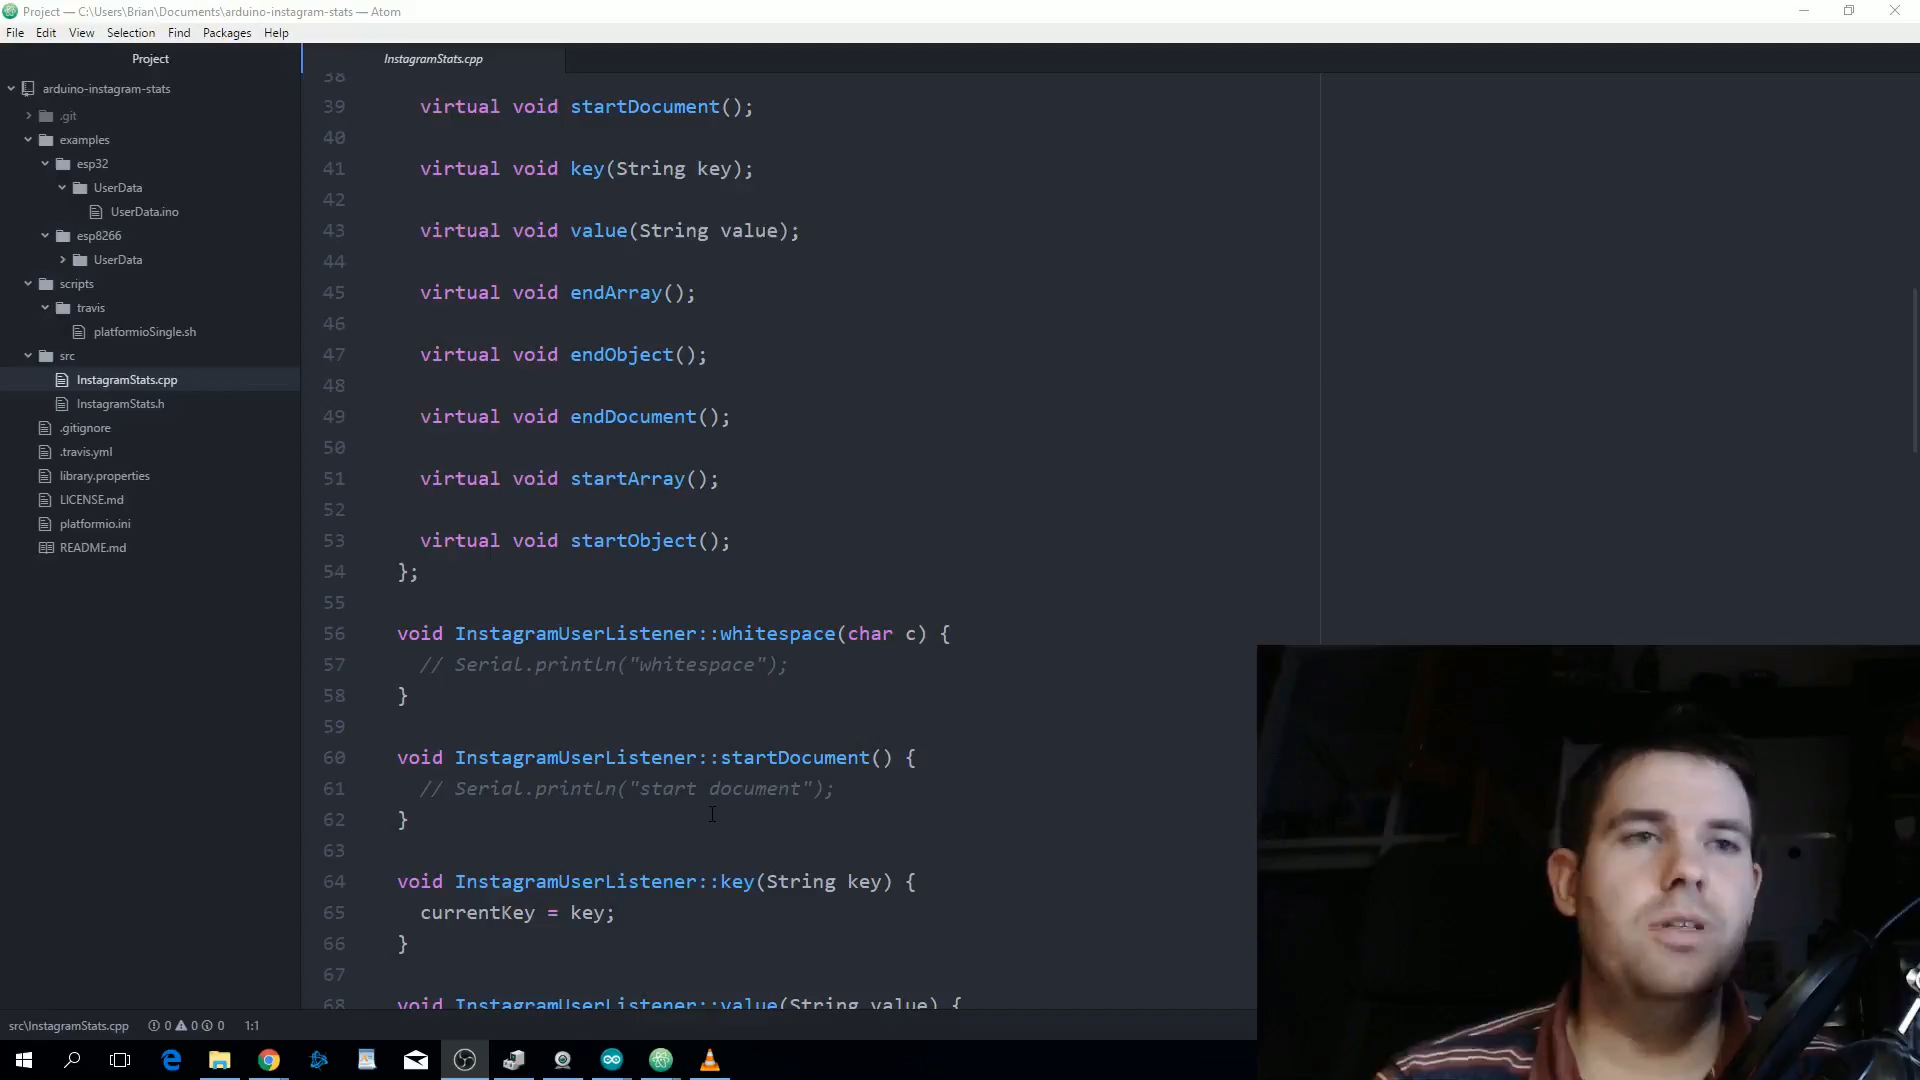 Project — C:\Users\Brian\Documents\arduino-instagram-stats — Atom
File Edit View Selection Find Packages Help
Project
arduino-instagram-stats
.git
examples
esp32
UserData
UserData.ino
esp8266
UserData
scripts
travis
platformioSingle.sh
src
InstagramStats.cpp
InstagramStats.h
.gitignore
.travis.yml
library.properties
LICENSE.md
platformio.ini
README.md
InstagramStats.cpp
38
39 virtual void startDocument();
40
41 virtual void key(String key);
42
43 virtual void value(String value);
44
45 virtual void endArray();
46
47 virtual void endObject();
48
49 virtual void endDocument();
50
51 virtual void startArray();
52
53 virtual void startObject();
54 };
55
56 void InstagramUserListener::whitespace(char c) {
57 // Serial.println("whitespace");
58 }
59
60 void InstagramUserListener::startDocument() {
61 // Serial.println("start document");
62 }
63
64 void InstagramUserListener::key(String key) {
65 currentKey = key;
66 }
67
68 void InstagramUserListener::value(String value) {
src\InstagramStats.cpp 0 0 0 1:1